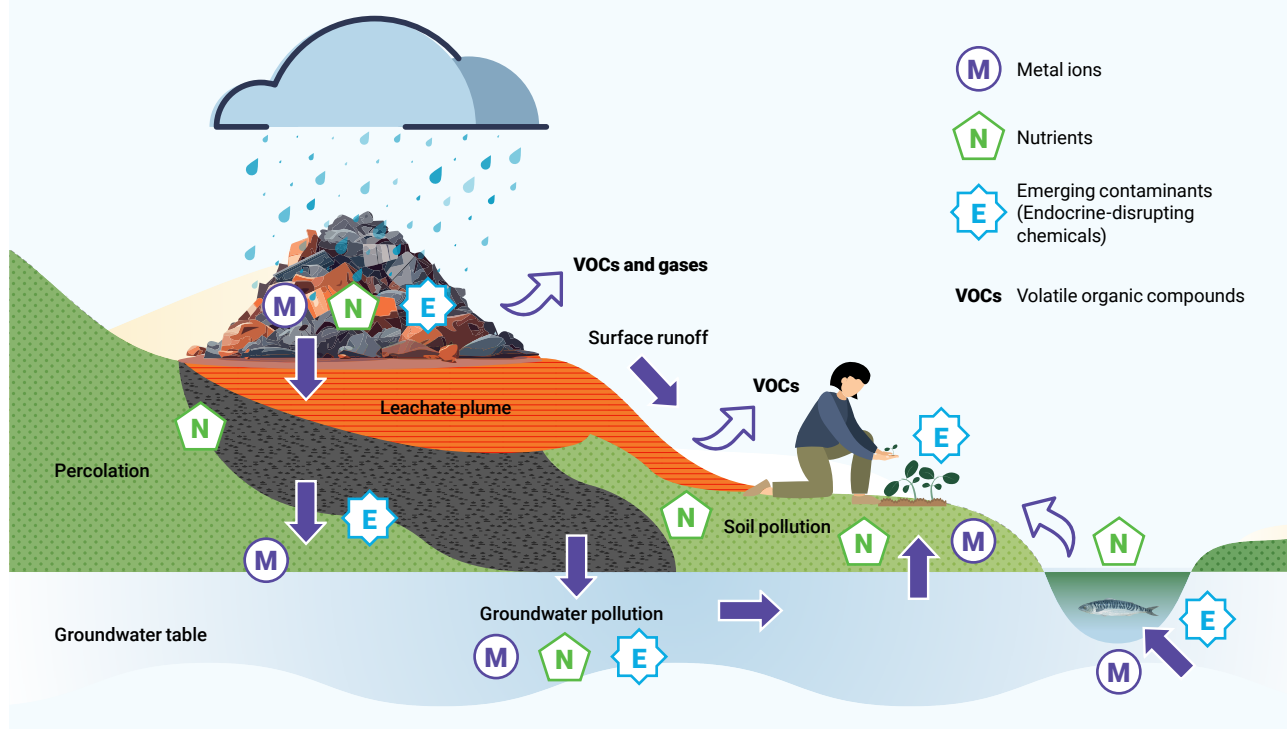 M Metal ions
N Nutrients
E Emerging contaminants
(Endocrine-disrupting
chemicals)
VOCs Volatile organic compounds
VOCs and gases
M N E
Surface runoff
VOCs
Leachate plume
N
E
Percolation
N
Soil pollution
E
M
N
M
N
Groundwater pollution
M N E
Groundwater table
E
M